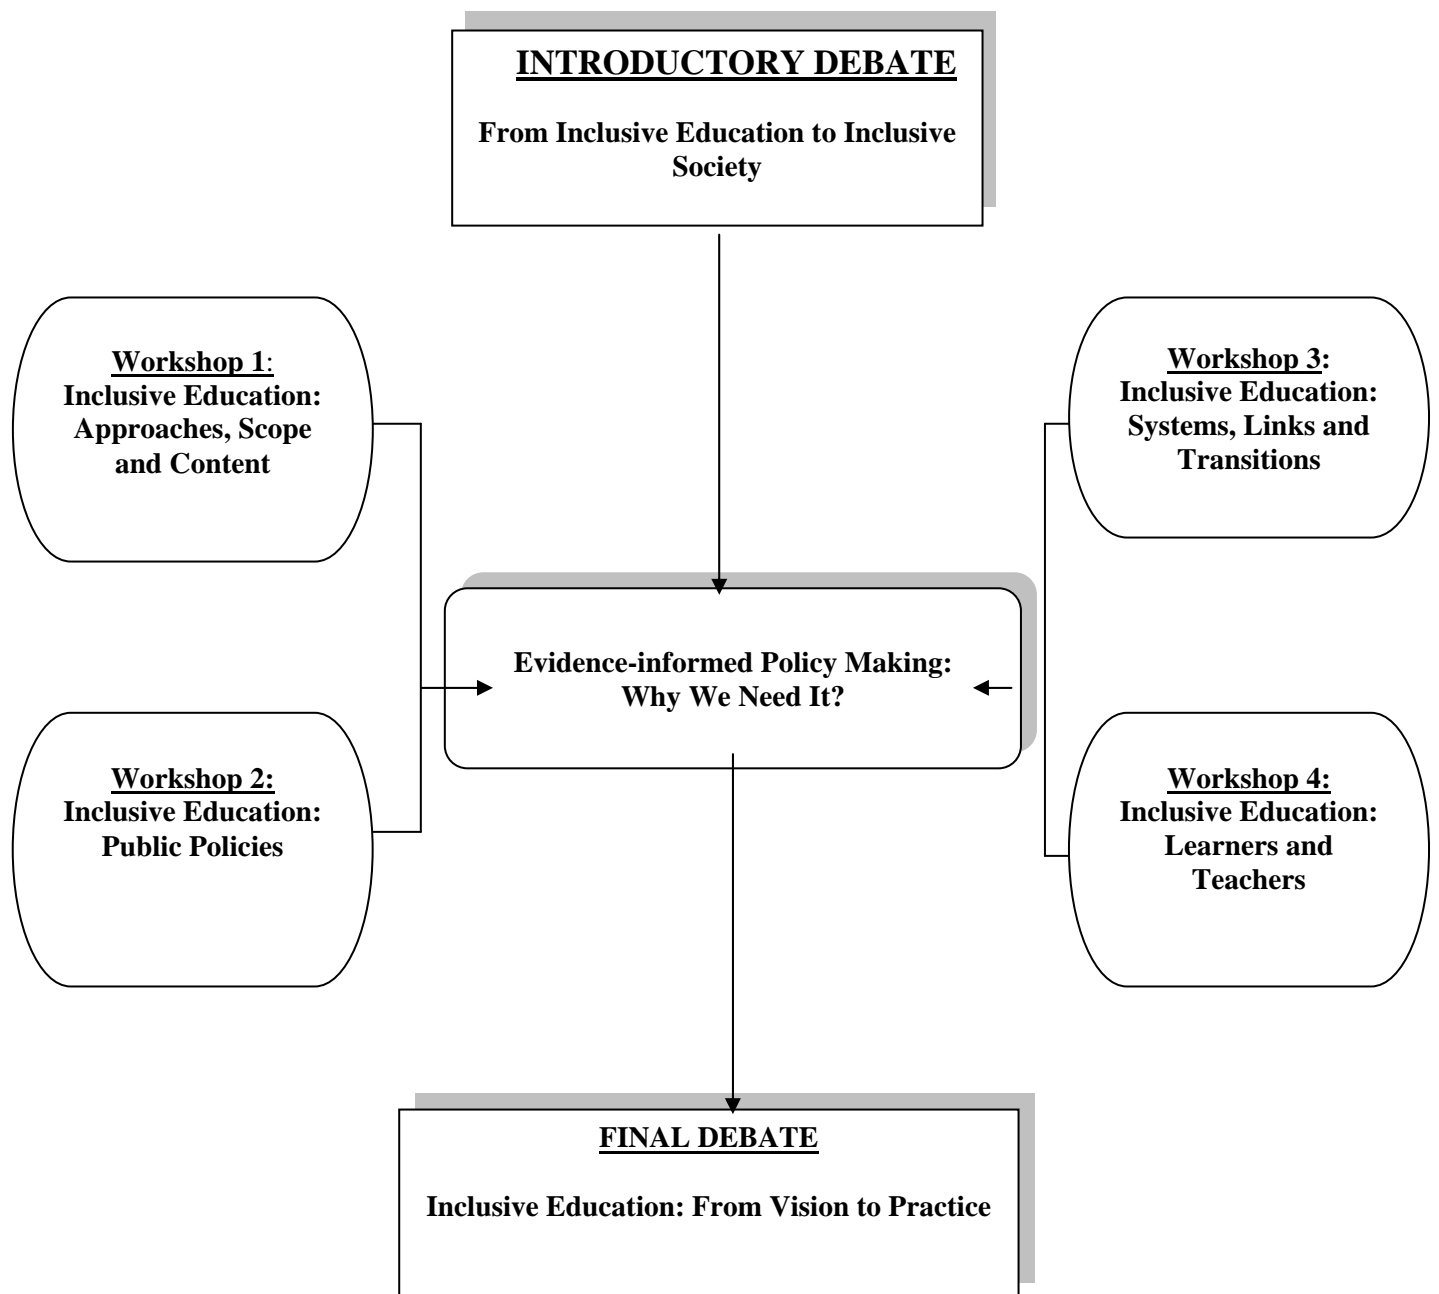 INTRODUCTORY DEBATE
From Inclusive Education to Inclusive
Society
Workshop 1:
Inclusive Education:
Approaches, Scope
and Content
Workshop 3:
Inclusive Education:
Systems, Links and
Transitions
Evidence-informed Policy Making:
Why We Need It?
Workshop 2:
Inclusive Education:
Public Policies
Workshop 4:
Inclusive Education:
Learners and
Teachers
FINAL DEBATE
Inclusive Education: From Vision to Practice